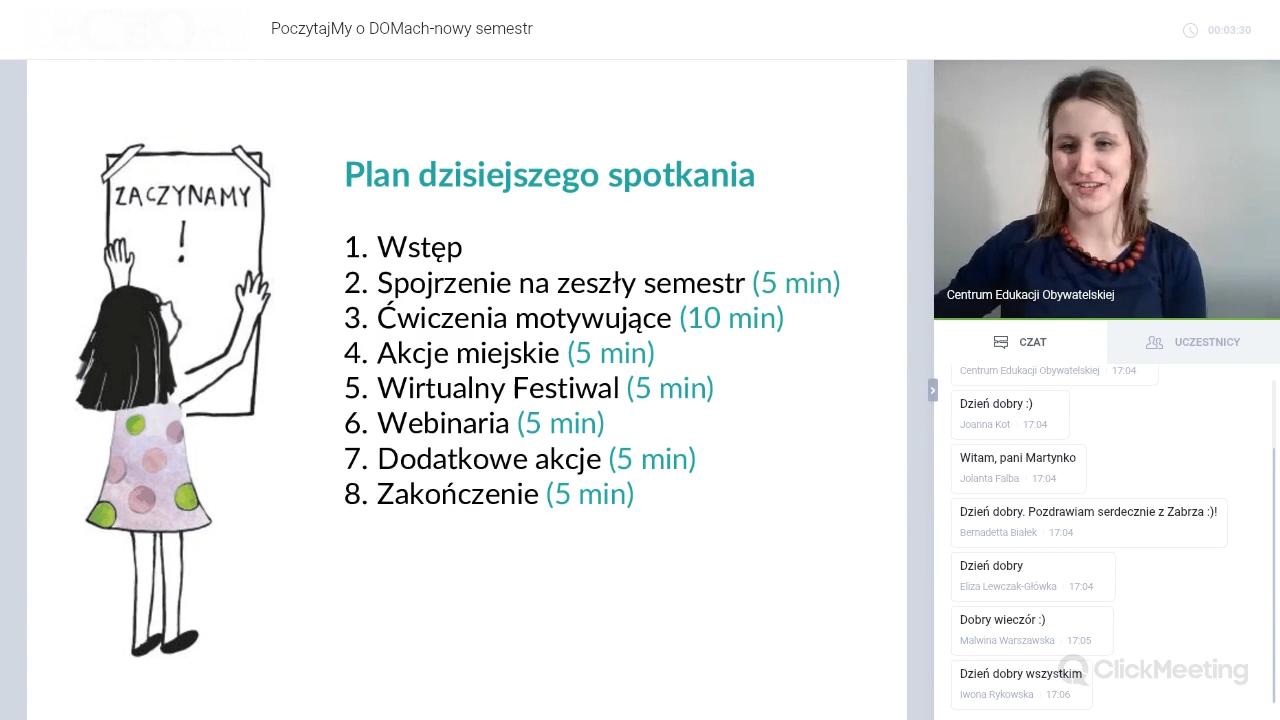 PoczytajMy o DOMach-nowy semestr
00:03:30
ZACZYNAMY
!
Plan dzisiejszego spotkania
1. Wstęp
2. Spojrzenie na zeszły semestr (5 min)
3. Ćwiczenia motywujące (10 min)
4. Akcje miejskie (5 min)
5. Wirtualny Festiwal (5 min)
6. Webinaria (5 min)
7. Dodatkowe akcje (5 min)
8. Zakończenie (5 min)
Centrum Edukacji Obywatelskiej
CZAT
UCZESTNICY
Centrum Edukacji Obywatelskiej 17:04
Dzień dobry :)
Joanna Kot 17:04
Witam, pani Martynko
Jolanta Falba 17:04
Dzień dobry. Pozdrawiam serdecznie z Zabrza :)!
Bernadetta Białek 17:04
Dzień dobry
Eliza Lewczak-Główka 17:04
Dobry wieczór :)
Malwina Warszawska 17:05
Dzień dobry wszystkim
Iwona Rykowska 17:06
ClickMeeting